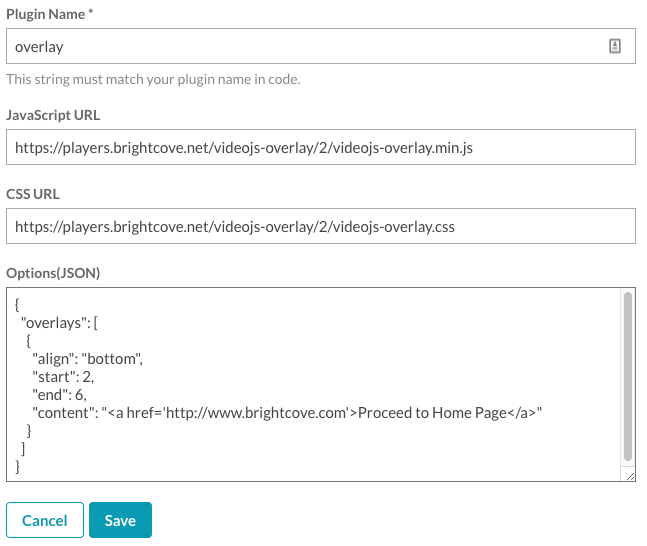 Plugin Name *
overlay
This string must match your plugin name in code.
JavaScript URL
https://players.brightcove.net/videojs-overlay/2/videojs-overlay.min.js
CSS URL
https://players.brightcove.net/videojs-overlay/2/videojs-overlay.css
Options(JSON)
{
"overlays": [
{
"align": "bottom",
"start": 2,
"end": 6,
"content": "<a href='http://www.brightcove.com'>Proceed to Home Page</a>"
}
]
}
Cancel Save